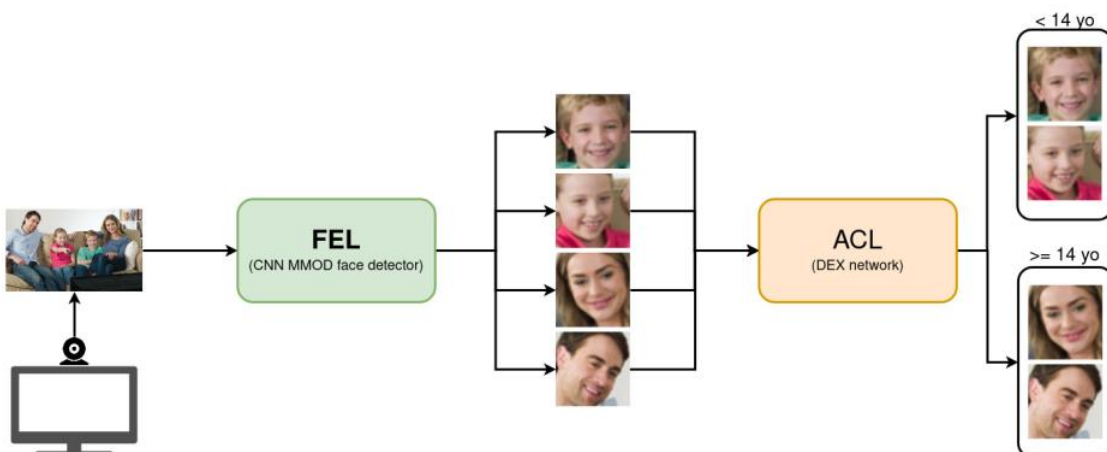 FEL
(CNN MMOD face detector)
ACL
(DEX network)
< 14 yo
>= 14 yo